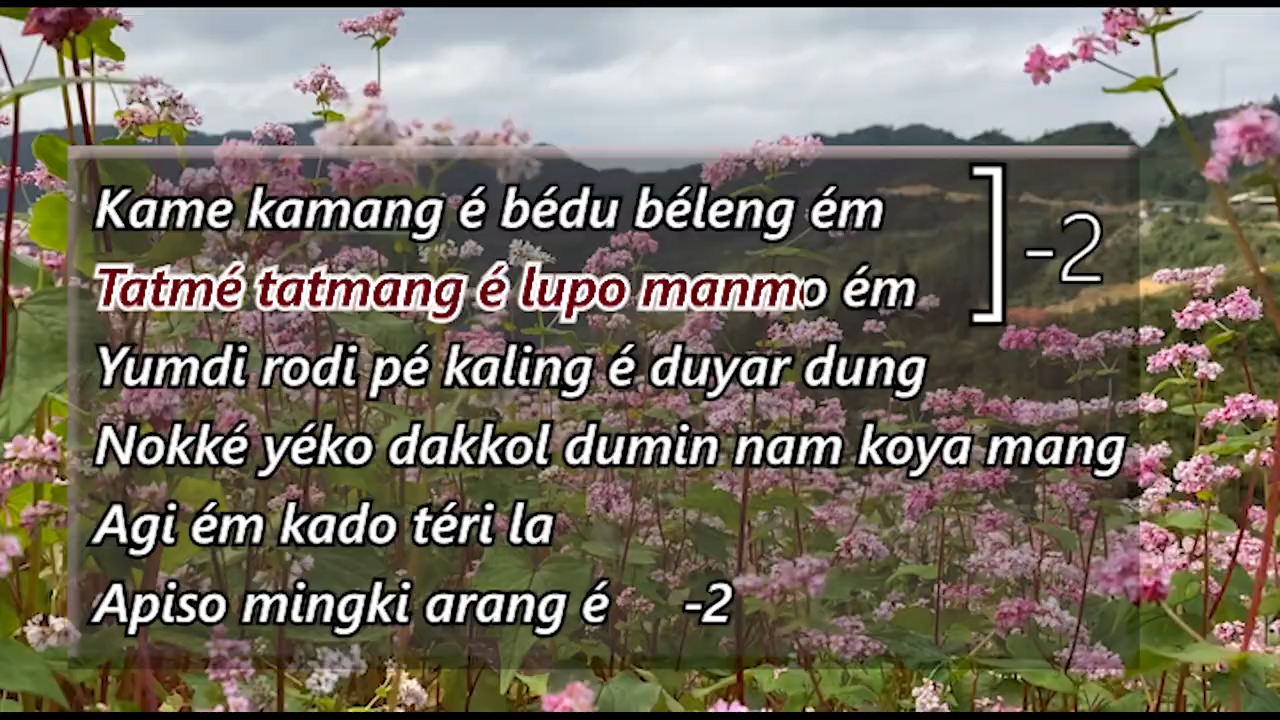 Kame kamang é bédu béleng ém
Tatmé tatmang é lupo manmo ém
-2
Yumdi rodi pé kaling é duyar dung
Nokké yéko dakkol dumin nam koya mang
Agi ém kado téri la
Apiso mingki arang é -2